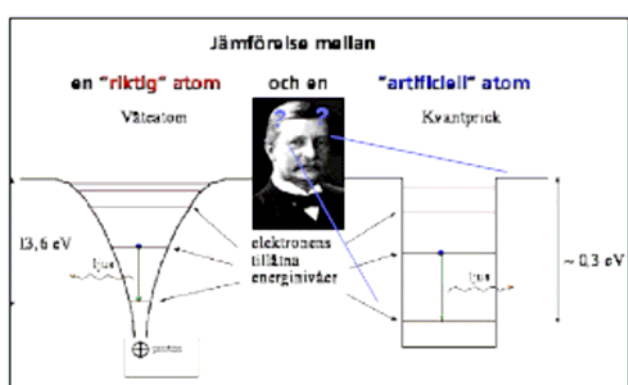 Jämförelse mellan
en "riktig" atom och en "artificiell" atom
Väteatom Kvantprick
? ?
13,6 eV
elektronens
tillåtna
energinivåer
ljus
ljus
~ 0,3 eV
proton